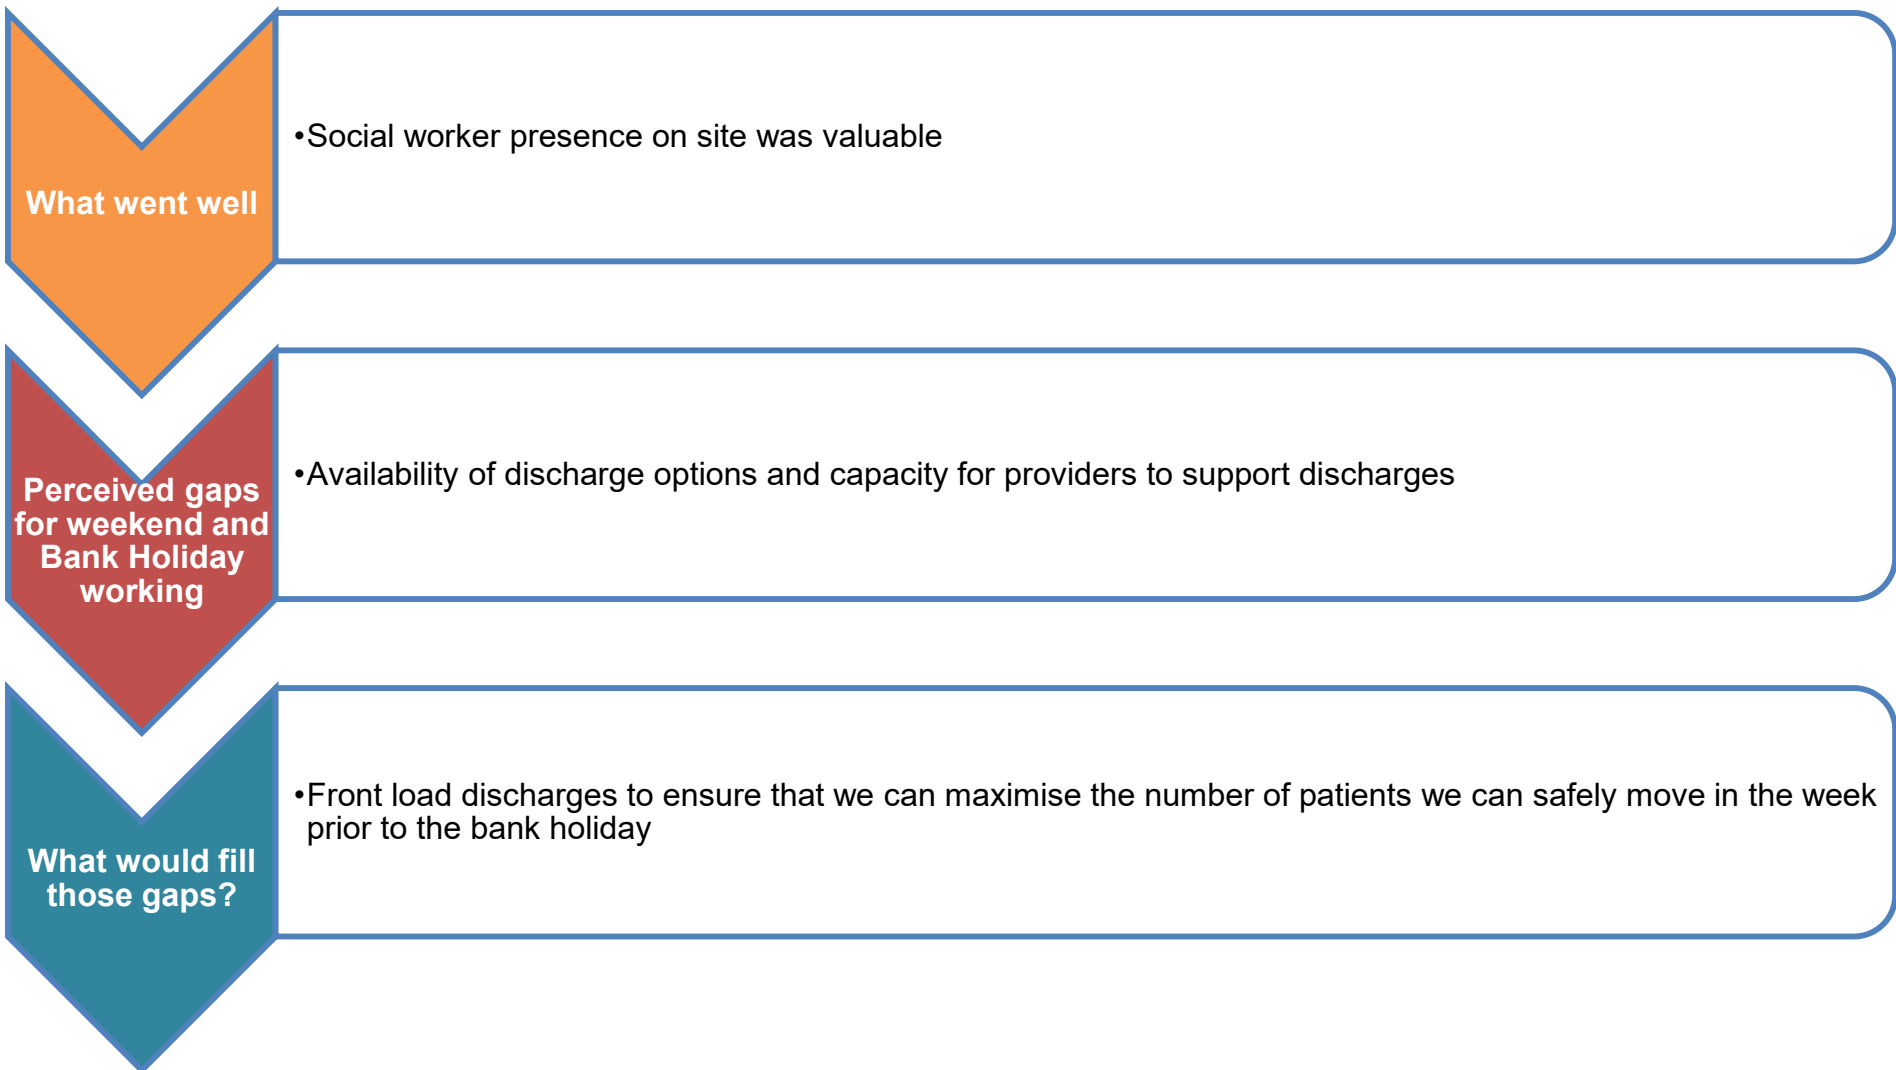 What went well
•Social worker presence on site was valuable
Perceived gaps
for weekend and
Bank Holiday
working
•Availability of discharge options and capacity for providers to support discharges
What would fill
those gaps?
•Front load discharges to ensure that we can maximise the number of patients we can safely move in the week
prior to the bank holiday